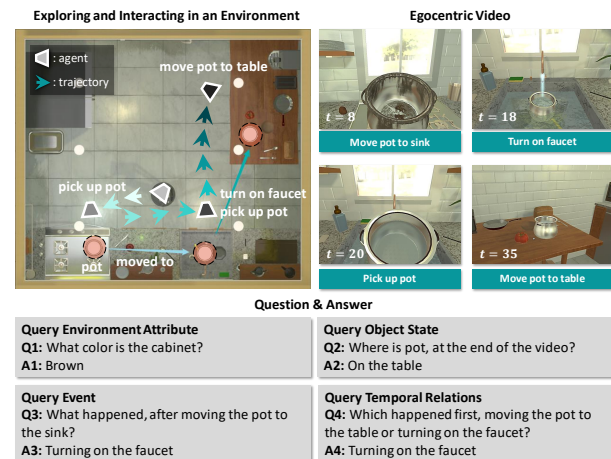 Exploring and Interacting in an Environment
: agent
: trajectory
move pot to table
pick up pot
turn on faucet
pick up pot
pot
moved to
Egocentric Video
t = 8
Move pot to sink
t = 18
Turn on faucet
t = 20
Pick up pot
t = 35
Move pot to table
Question & Answer
Query Environment Attribute
Q1: What color is the cabinet?
A1: Brown
Query Object State
Q2: Where is pot, at the end of the video?
A2: On the table
Query Event
Q3: What happened, after moving the pot to
the sink?
A3: Turning on the faucet
Query Temporal Relations
Q4: Which happened first, moving the pot to
the table or turning on the faucet?
A4: Turning on the faucet